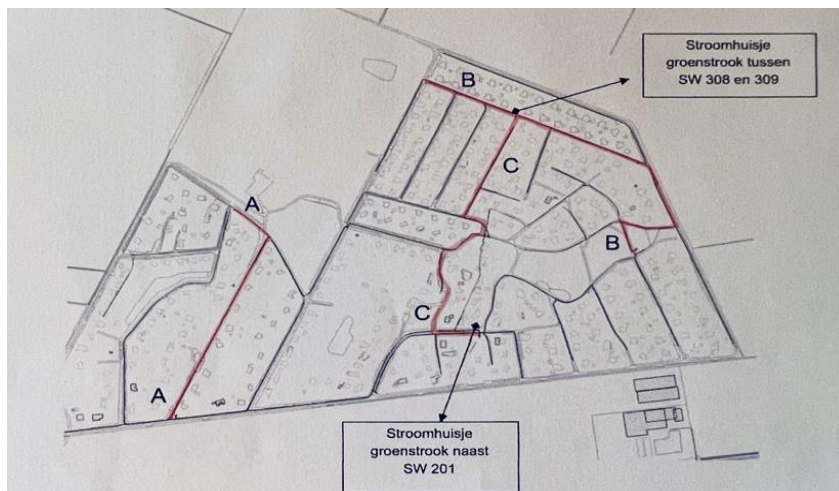 Stroomhuisje
groenstrook tussen
SW 308 en 309
B
C
A
B
C
A
Stroomhuisje
groenstrook naast
SW 201